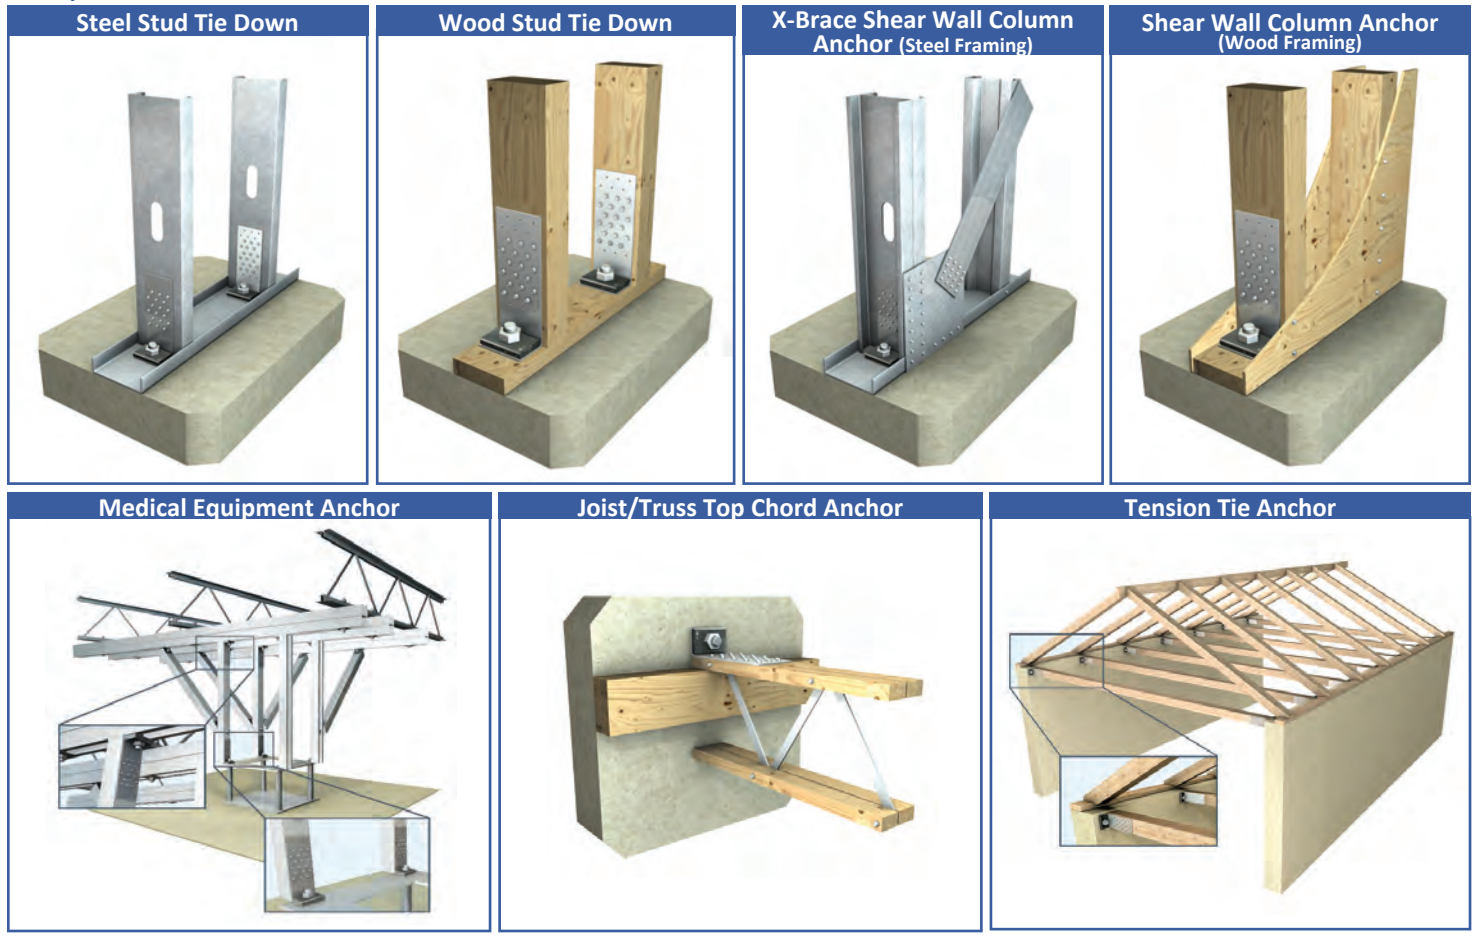 Steel Stud Tie Down
Wood Stud Tie Down
X-Brace Shear Wall Column
Anchor (Steel Framing)
Shear Wall Column Anchor
(Wood Framing)
Medical Equipment Anchor
Joist/Truss Top Chord Anchor
Tension Tie Anchor